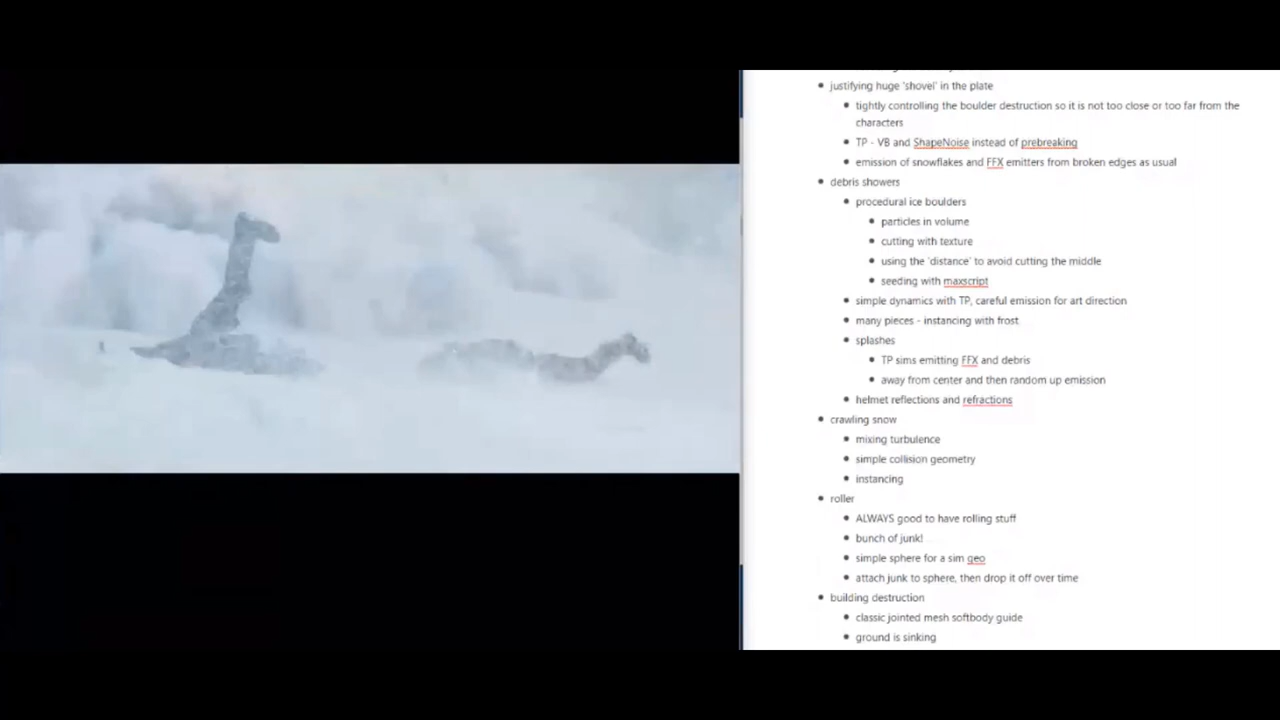 justifying huge 'shovel' in the plate
tightly controlling the boulder destruction so it is not too close or too far from the
characters
TP - VB and ShapeNoise instead of prebreaking
emission of snowflakes and FFX emitters from broken edges as usual
debris showers
procedural ice boulders
particles in volume
cutting with texture
using the 'distance' to avoid cutting the middle
seeding with maxscript
simple dynamics with TP, careful emission for art direction
many pieces - instancing with frost
splashes
TP sims emitting FFX and debris
away from center and then random up emission
helmet reflections and refractions
crawling snow
mixing turbulence
simple collision geometry
instancing
roller
ALWAYS good to have rolling stuff
bunch of junk!
simple sphere for a sim geo
attach junk to sphere, then drop it off over time
building destruction
classic jointed mesh softbody guide
ground is sinking